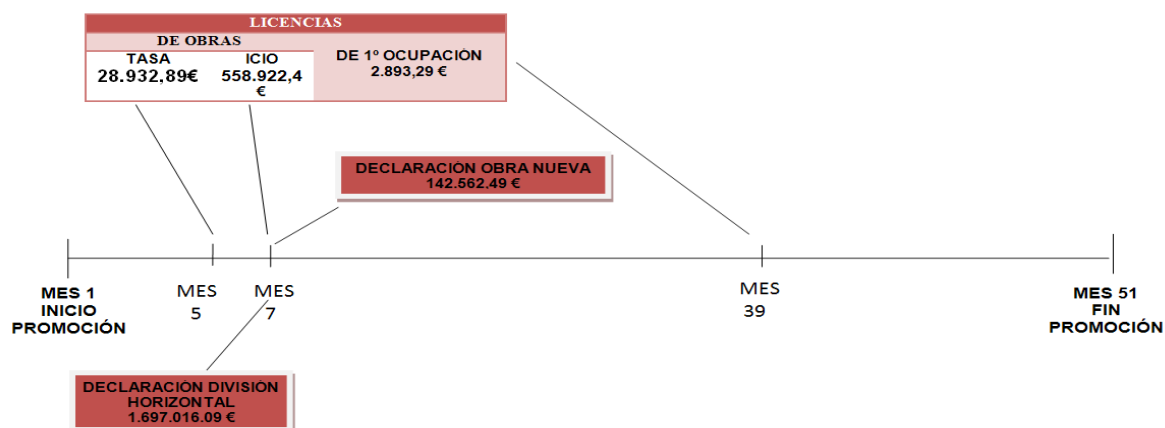 LICENCIAS
DE OBRAS
TASA
28.932,89€
ICIO
558.922,4
€
DE 1º OCUPACIÓN
2.893,29 €
DECLARACIÓN OBRA NUEVA
142.562,49 €
MES 1
INICIO
PROMOCIÓN
MES
5
MES
7
MES
39
MES 51
FIN
PROMOCIÓN
DECLARACIÓN DIVISIÓN
HORIZONTAL
1.697.016.09 €